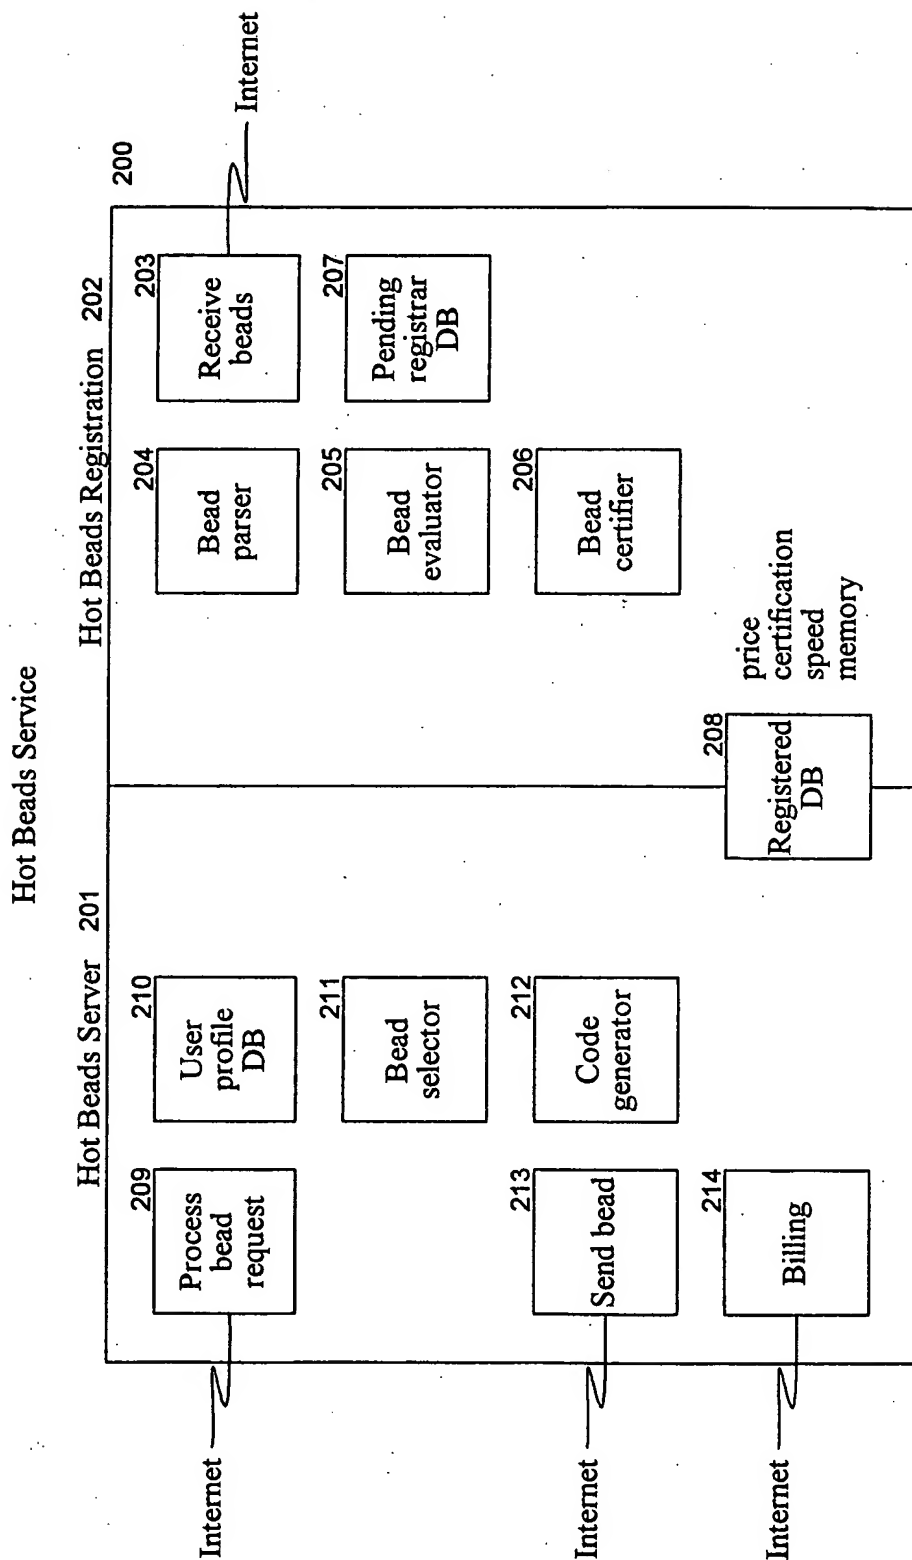 Hot Beads Service
Hot Beads Server 201
Hot Beads Registration 202
200
Internet
209
Process
bead
request
210
User
profile
DB
204
Bead
parser
203
Receive
beads
Internet
211
Bead
selector
205
Bead
evaluator
207
Pending
registrar
DB
Internet
213
Send bead
212
Code
generator
206
Bead
certifier
Internet
214
Billing
208
Registered
DB
price
certification
speed
memory